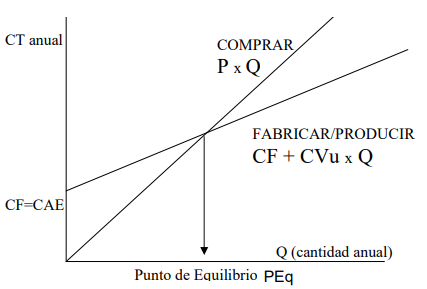 CT anual
COMPRAR
P x Q
FABRICAR/PRODUCIR
CF + CVu x Q
CF=CAE
Q (cantidad anual)
Punto de Equilibrio PEq